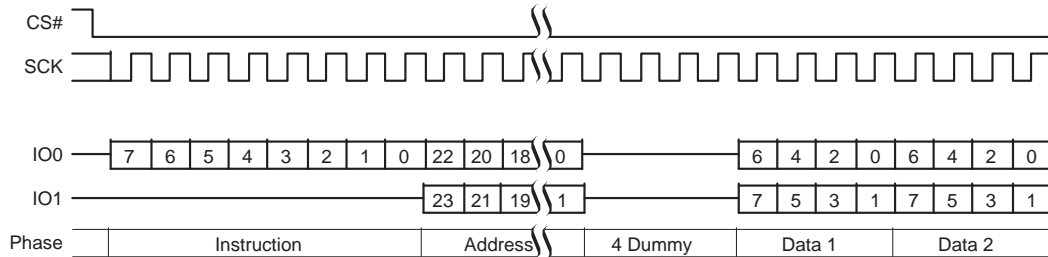 CS#
SCK
IO0 7 6 5 4 3 2 1 0 22 20 18 0 6 4 2 0 6 4 2 0
IO1 23 21 19 1 7 5 3 1 7 5 3 1
Phase Instruction Address 4 Dummy Data 1 Data 2